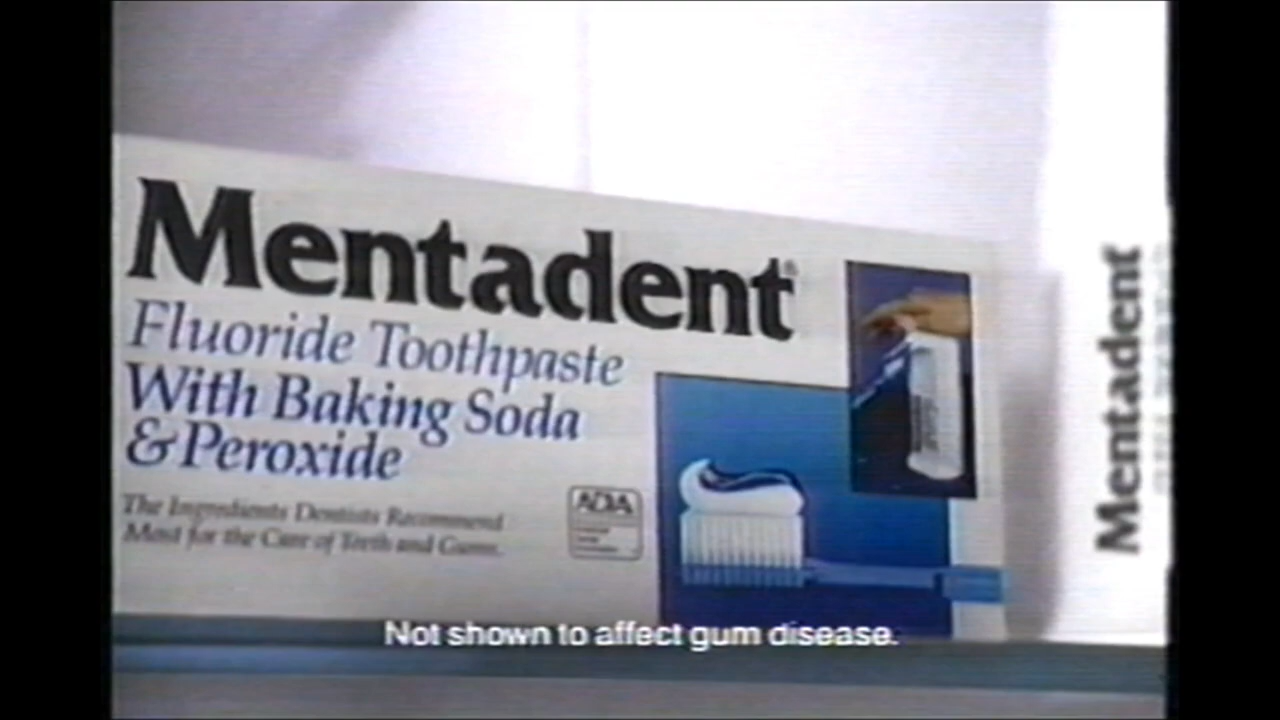 Mentadent®
Fluoride Toothpaste
With Baking Soda
& Peroxide
The Ingredients Dentists Recommend
Most for the Care of Teeth and Gums.
ADA
Mentadent
Not shown to affect gum disease.